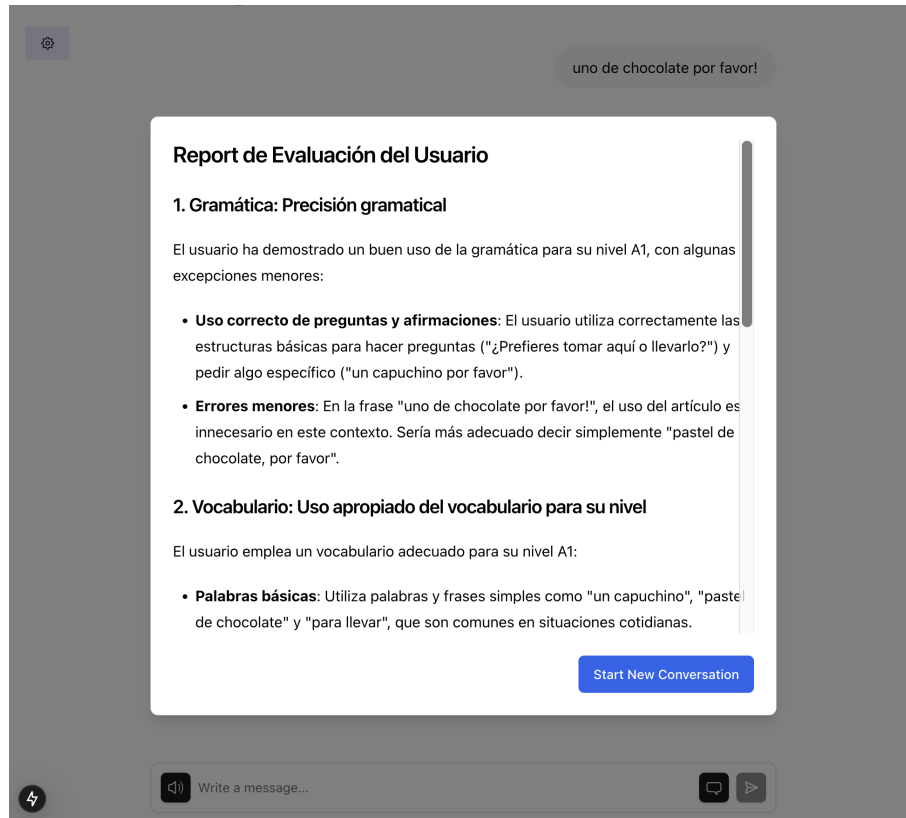 uno de chocolate por favor!
Report de Evaluación del Usuario
1. Gramática: Precisión gramatical
El usuario ha demostrado un buen uso de la gramática para su nivel A1, con algunas
excepciones menores:
• Uso correcto de preguntas y afirmaciones: El usuario utiliza correctamente las
estructuras básicas para hacer preguntas ("¿Prefieres tomar aquí o llevarlo?") y
pedir algo específico ("un capuchino por favor").
• Errores menores: En la frase "uno de chocolate por favor!", el uso del artículo es
innecesario en este contexto. Sería más adecuado decir simplemente "pastel de
chocolate, por favor".
2. Vocabulario: Uso apropiado del vocabulario para su nivel
El usuario emplea un vocabulario adecuado para su nivel A1:
• Palabras básicas: Utiliza palabras y frases simples como "un capuchino", "pastel
de chocolate" y "para llevar", que son comunes en situaciones cotidianas.
Start New Conversation
Write a message...